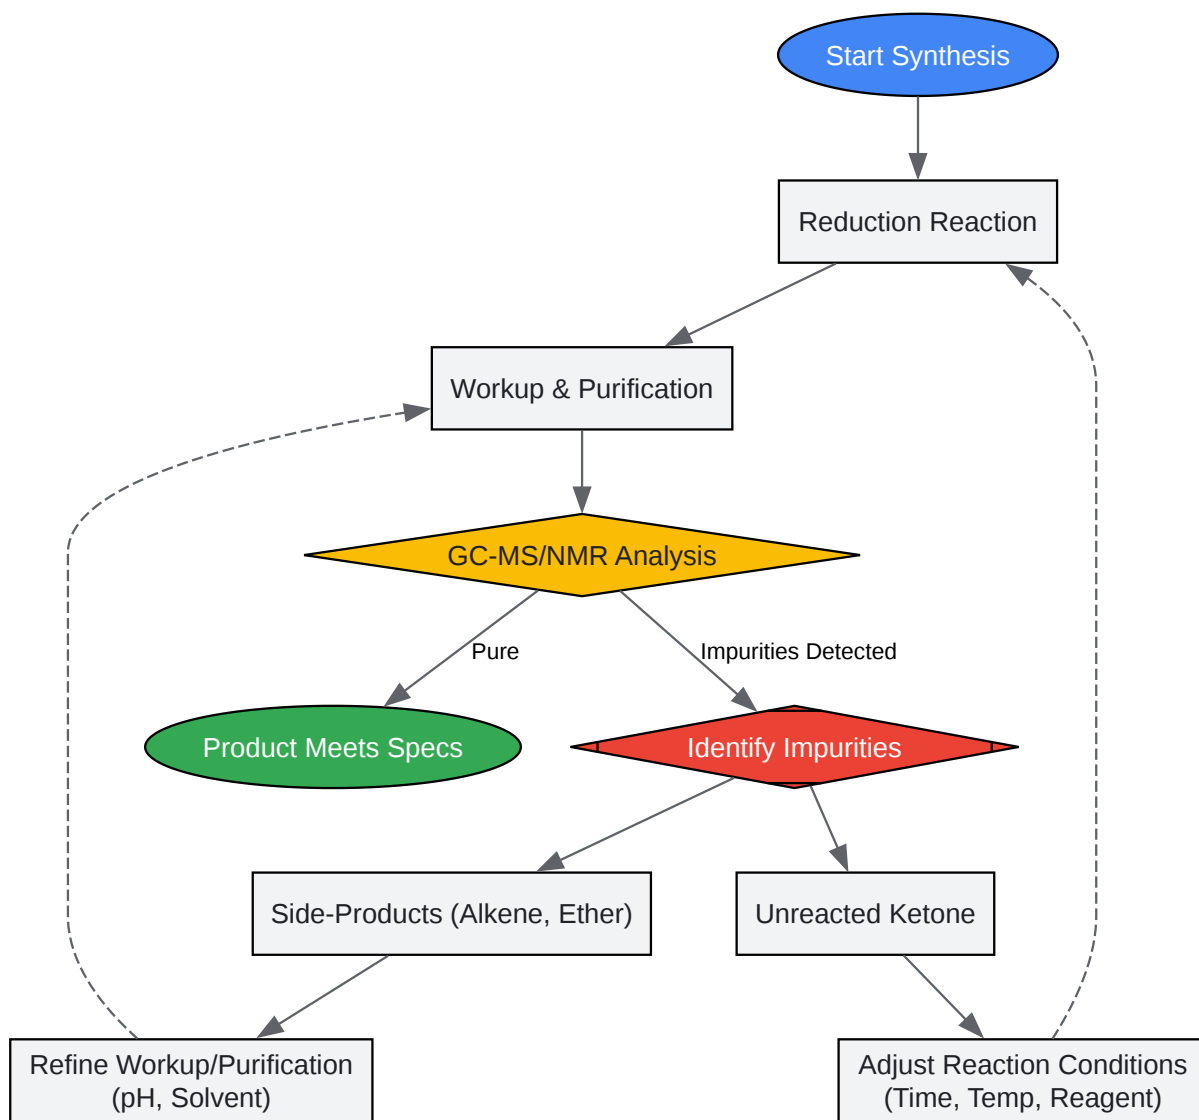 Start Synthesis
Reduction Reaction
Workup & Purification
GC-MS/NMR Analysis
Pure
Impurities Detected
Product Meets Specs
Identify Impurities
Side-Products (Alkene, Ether)
Unreacted Ketone
Refine Workup/Purification
(pH, Solvent)
Adjust Reaction Conditions
(Time, Temp, Reagent)